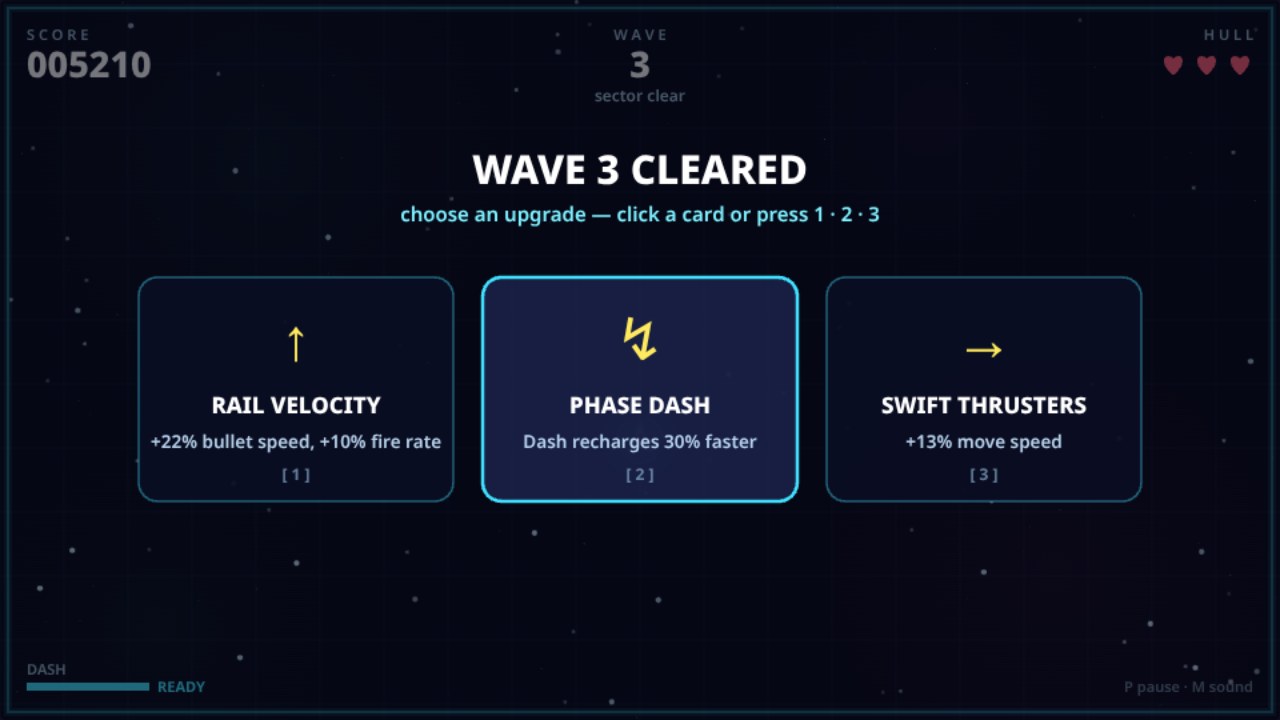 SCORE
005210
WAVE
3
sector clear
HULL
WAVE 3 CLEARED
choose an upgrade — click a card or press 1 · 2 · 3
↑
RAIL VELOCITY
+22% bullet speed, +10% fire rate
[ 1 ]
↯
PHASE DASH
Dash recharges 30% faster
[ 2 ]
→
SWIFT THRUSTERS
+13% move speed
[ 3 ]
DASH
READY
P pause · M sound